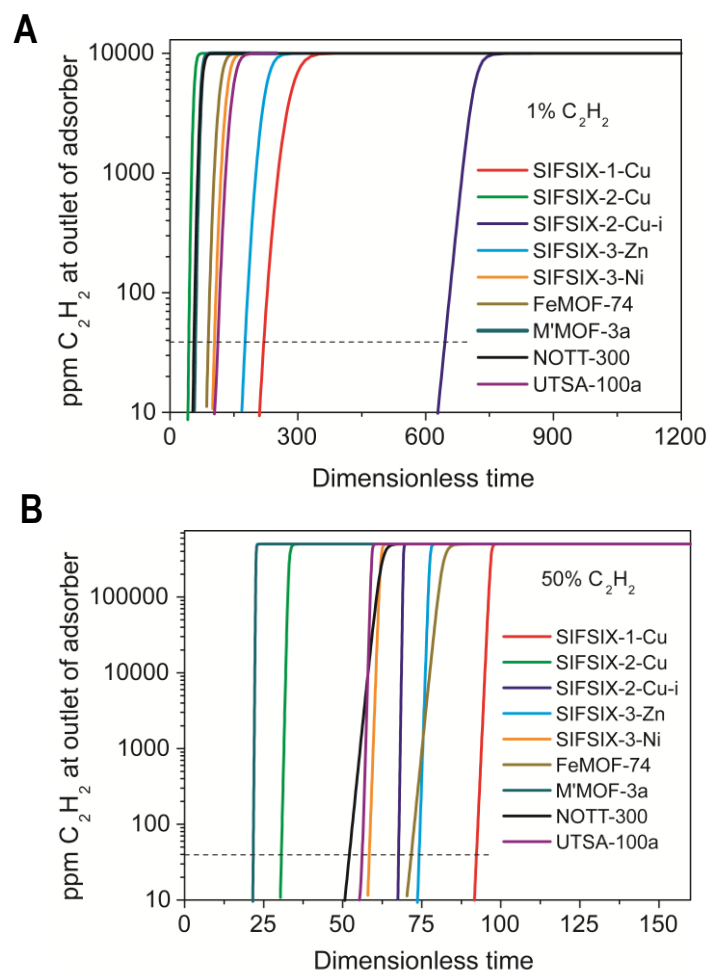 A
ppm C₂H₂ at outlet of adsorber
10000
1000
100
10
1% C₂H₂
SIFSIX-1-Cu
SIFSIX-2-Cu
SIFSIX-2-Cu-i
SIFSIX-3-Zn
SIFSIX-3-Ni
FeMOF-74
M'MOF-3a
NOTT-300
UTSA-100a
0 300 600 900 1200
Dimensionless time
B
ppm C₂H₂ at outlet of adsorber
100000
10000
1000
100
10
50% C₂H₂
SIFSIX-1-Cu
SIFSIX-2-Cu
SIFSIX-2-Cu-i
SIFSIX-3-Zn
SIFSIX-3-Ni
FeMOF-74
M'MOF-3a
NOTT-300
UTSA-100a
0 25 50 75 100 125 150
Dimensionless time